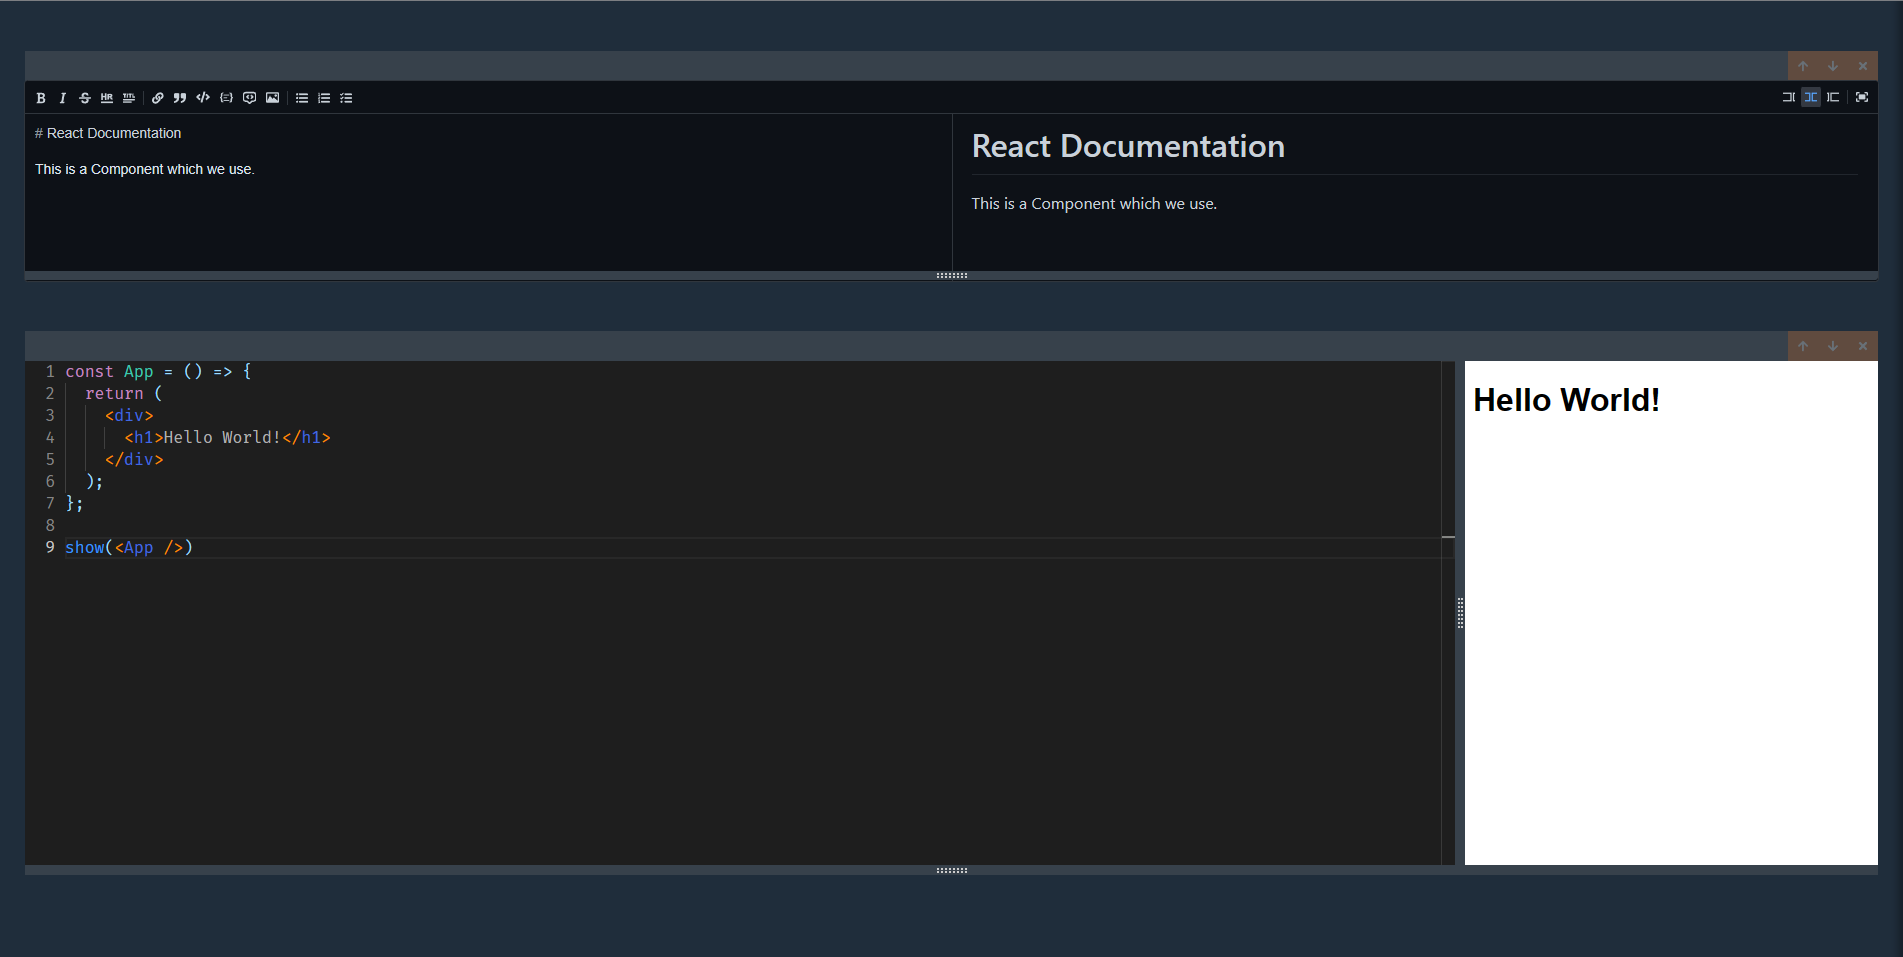 B I S HR TITL
# React Documentation
This is a Component which we use.
React Documentation
This is a Component which we use.
1 const App = () => {
2 return (
3 <div>
4 <h1>Hello World!</h1>
5 </div>
6 );
7 };
8
9 show(<App />)
Hello World!